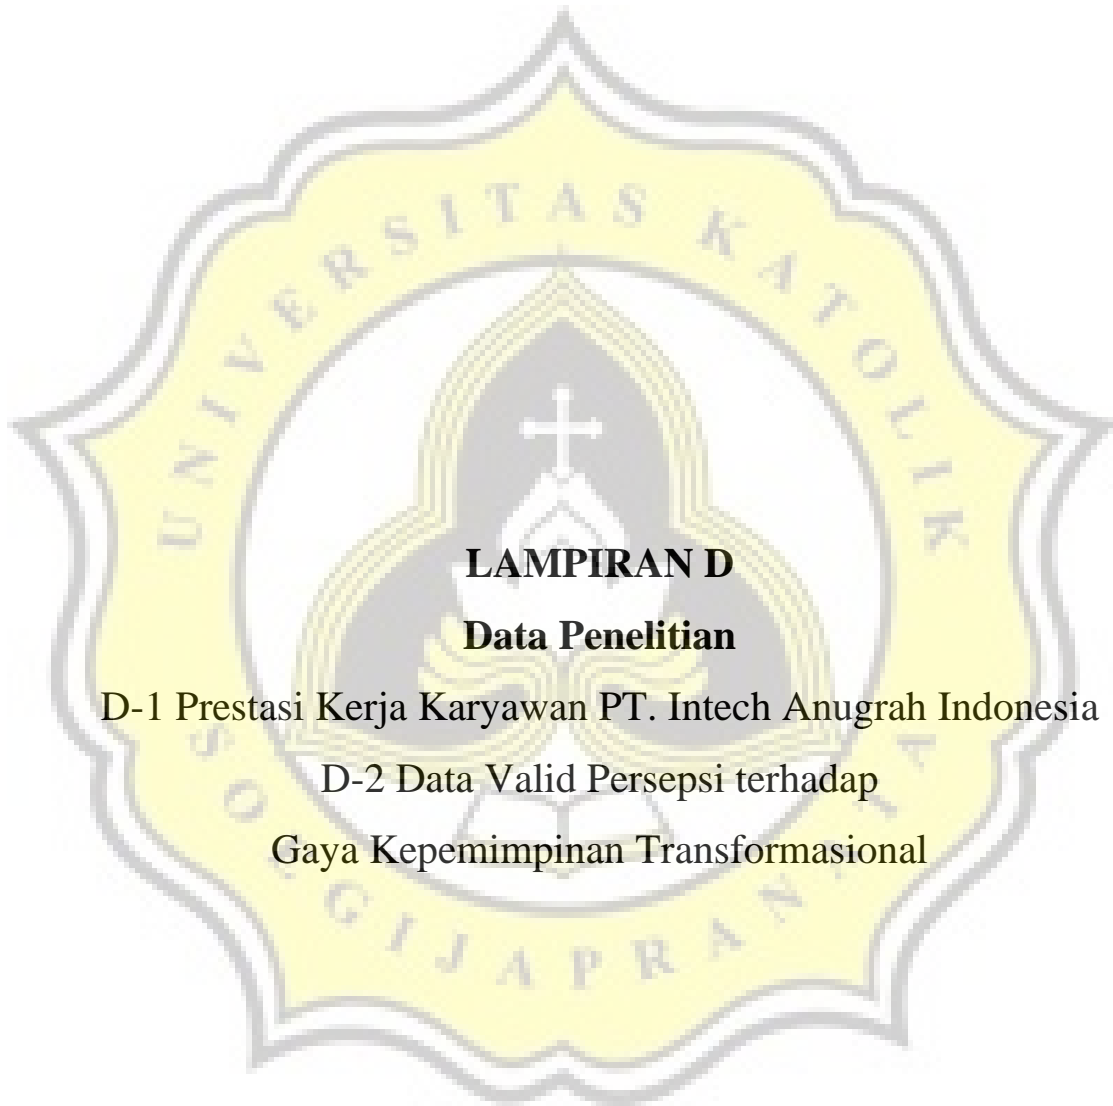 UNIVERSITAS KATOLIK
LAMPIRAN D
Data Penelitian
D-1 Prestasi Kerja Karyawan PT. Intech Anugrah Indonesia
D-2 Data Valid Persepsi terhadap
Gaya Kepemimpinan Transformasional
SOEGIJAPRANATA